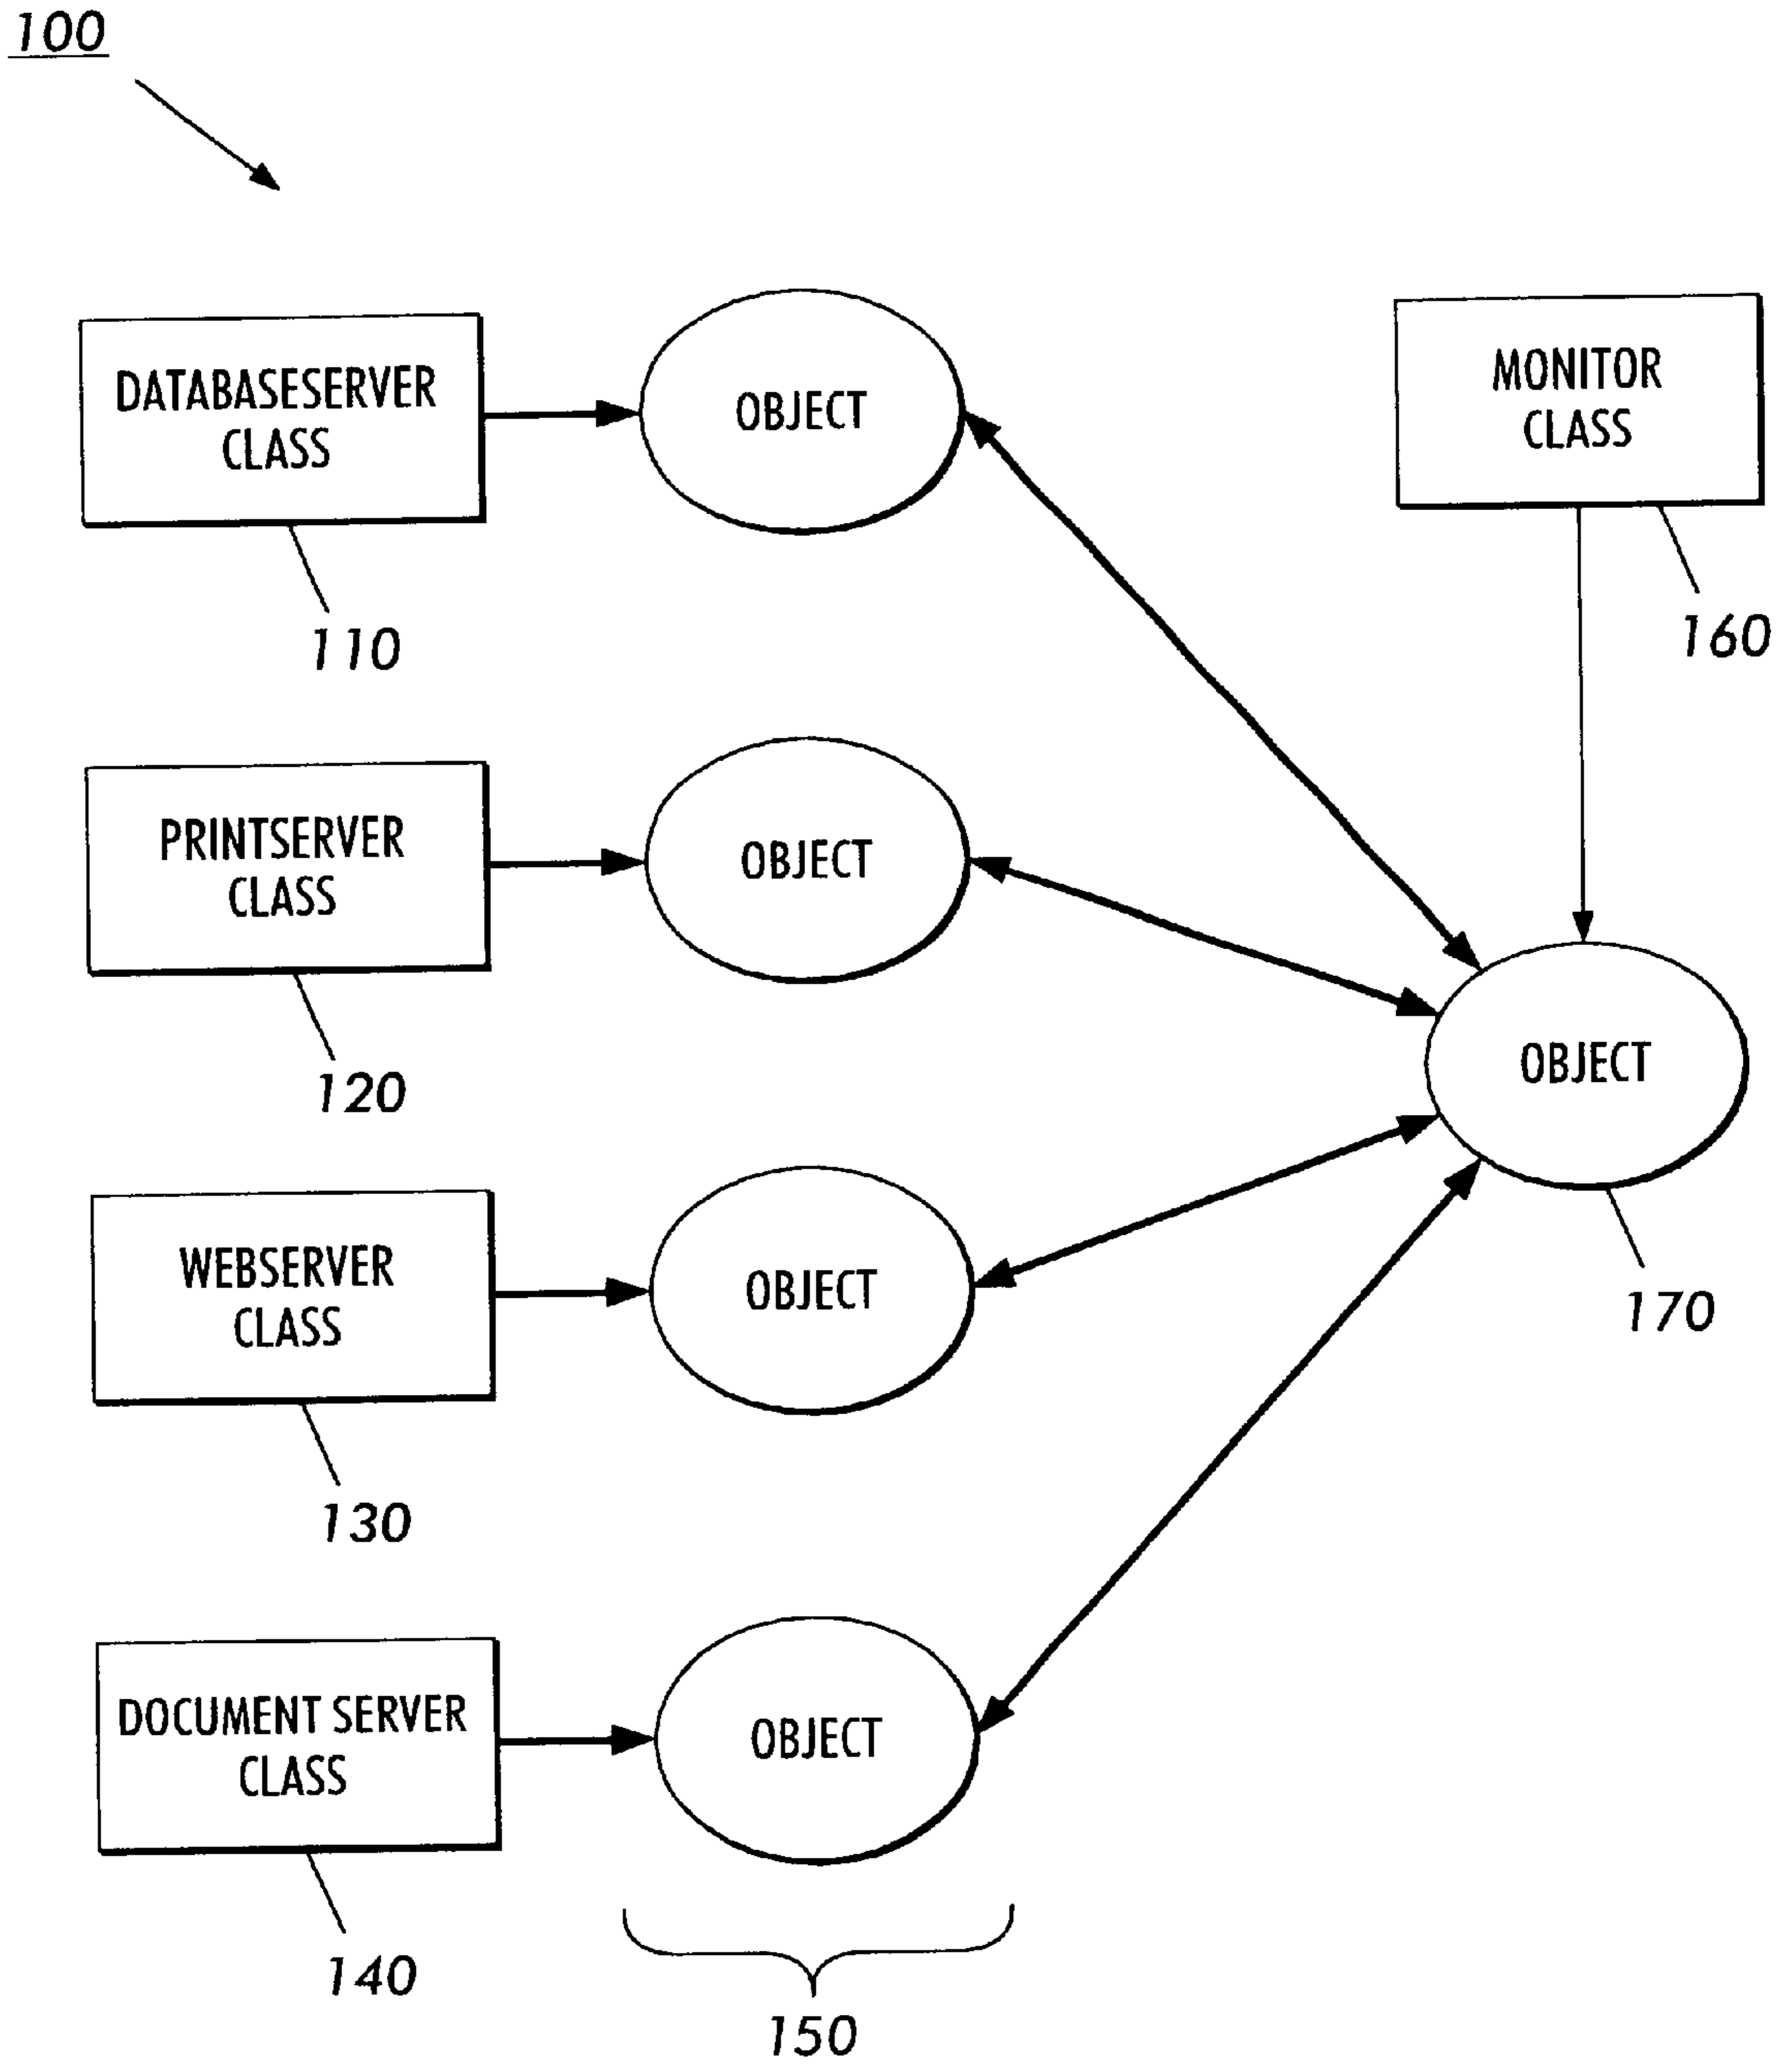 100
DATABASESERVER
CLASS
OBJECT
MONITOR
CLASS
110
160
PRINTSERVER
CLASS
OBJECT
120
OBJECT
170
WEBSERVER
CLASS
OBJECT
130
DOCUMENT SERVER
CLASS
OBJECT
140
150